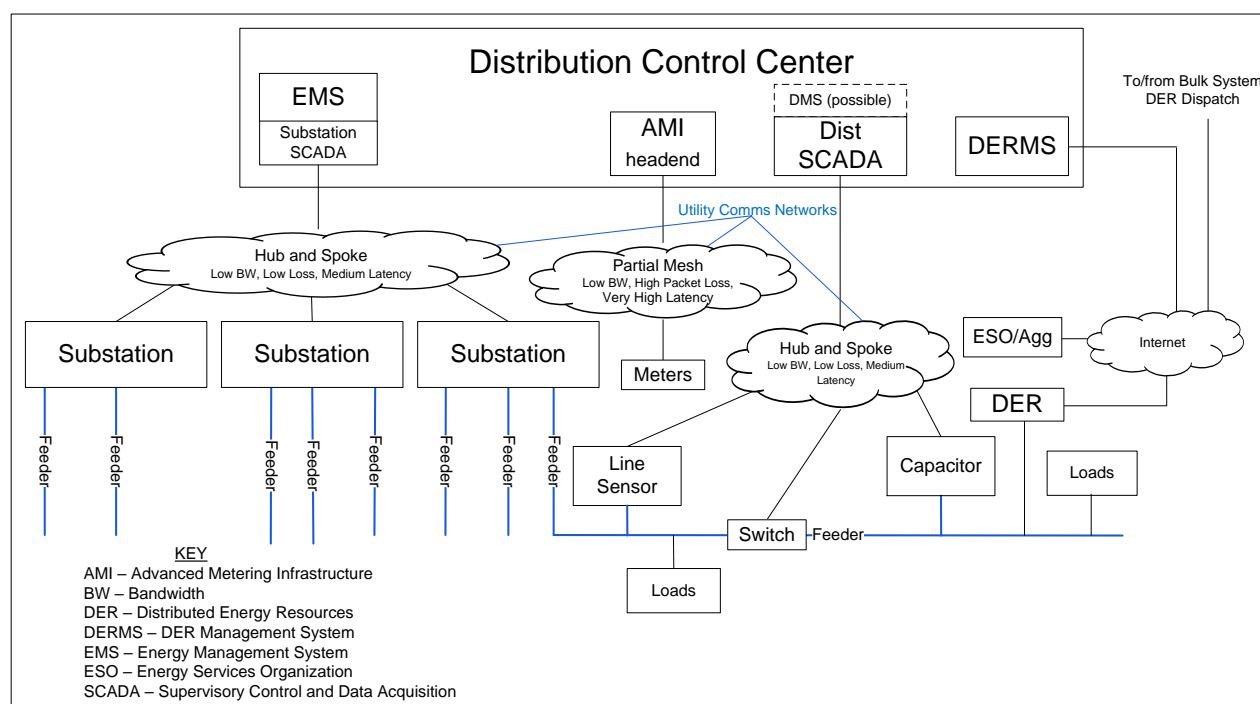 Distribution Control Center
EMS
Substation
SCADA
AMI
headend
DMS (possible)
Dist
SCADA
DERMS
To/from Bulk System
DER Dispatch
Utility Comms Networks
Hub and Spoke
Low BW, Low Loss, Medium Latency
Partial Mesh
Low BW, High Packet Loss,
Very High Latency
Hub and Spoke
Low BW, Low Loss, Medium
Latency
Internet
ESO/Agg
DER
Substation
Substation
Substation
Meters
Feeder
Feeder
Feeder
Feeder
Feeder
Feeder
Feeder
Feeder
Line
Sensor
Capacitor
Loads
Switch
Feeder
Loads
KEY
AMI – Advanced Metering Infrastructure
BW – Bandwidth
DER – Distributed Energy Resources
DERMS – DER Management System
EMS – Energy Management System
ESO – Energy Services Organization
SCADA – Supervisory Control and Data Acquisition